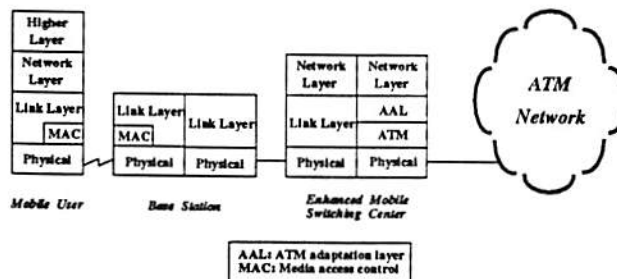 Higher
Layer
Network
Layer
Link Layer
MAC
Physical
Mobile User
Link Layer
MAC
Link Layer
Physical
Physical
Base Station
Network
Layer
Network
Layer
Link Layer
AAL
ATM
Physical
Physical
Enhanced Mobile
Switching Center
ATM
Network
AAL: ATM adaptation layer
MAC: Media access control